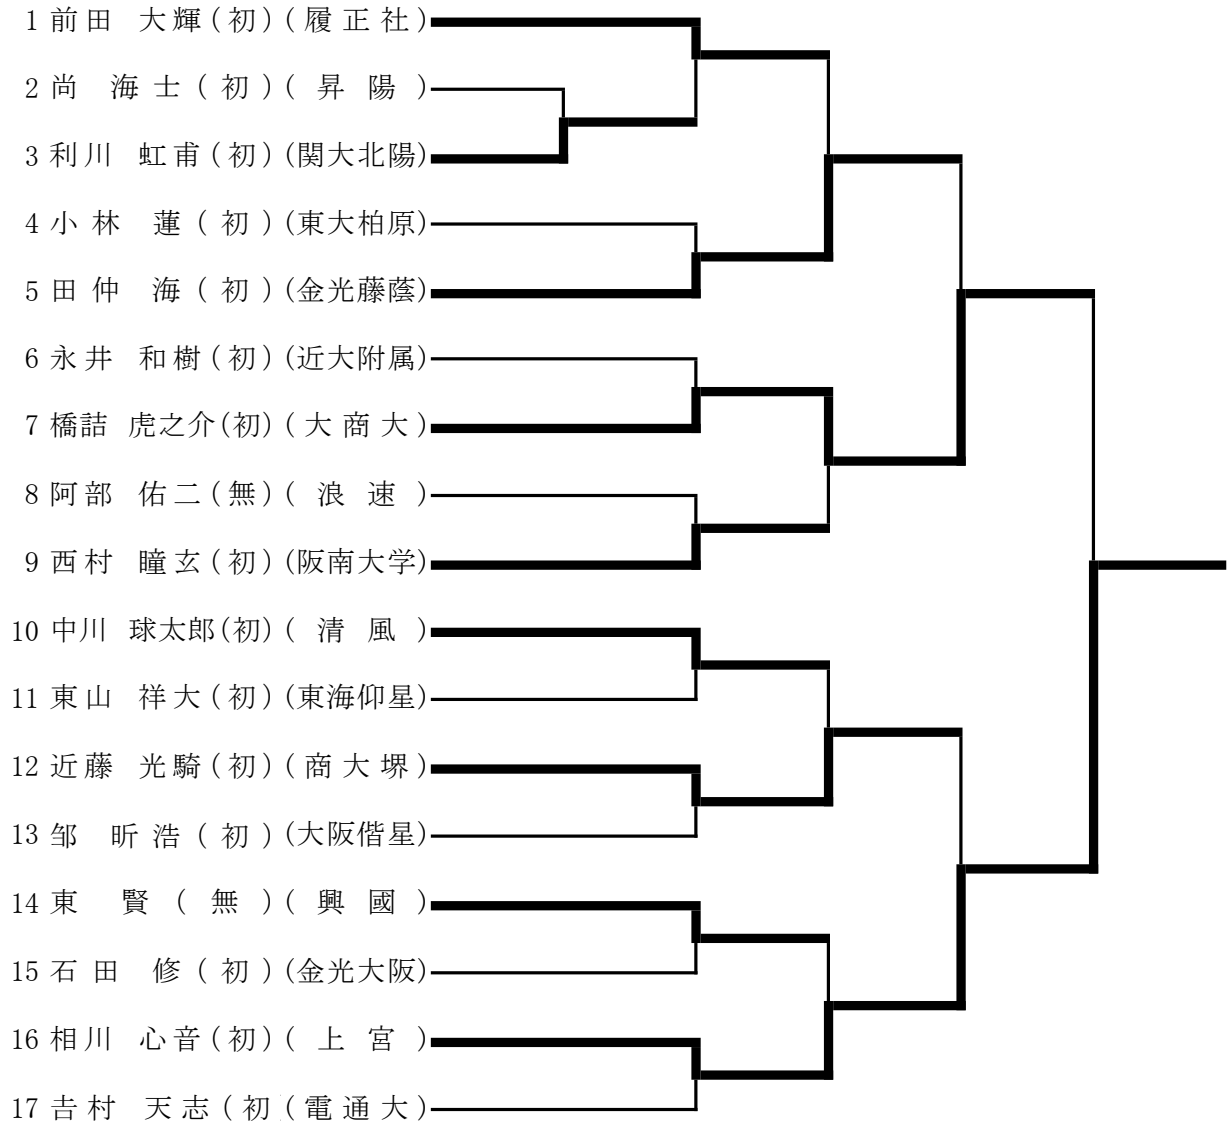 1 前田 大輝(初)(履正社)
2 尚 海士(初)(昇陽)
3 利川 虹甫(初)(関大北陽)
4 小林 蓮(初)(東大柏原)
5 田仲 海(初)(金光藤蔭)
6 永井 和樹(初)(近大附属)
7 橋詰 虎之介(初)(大商大)
8 阿部 佑二(無)(浪速)
9 西村 瞳玄(初)(阪南大学)
10 中川 球太郎(初)(清風)
11 東山 祥大(初)(東海仰星)
12 近藤 光騎(初)(商大堺)
13 邹 昕浩(初)(大阪偕星)
14 東 賢(無)(興國)
15 石田 修(初)(金光大阪)
16 相川 心音(初)(上宮)
17 𠮷村 天志(初(電通大)